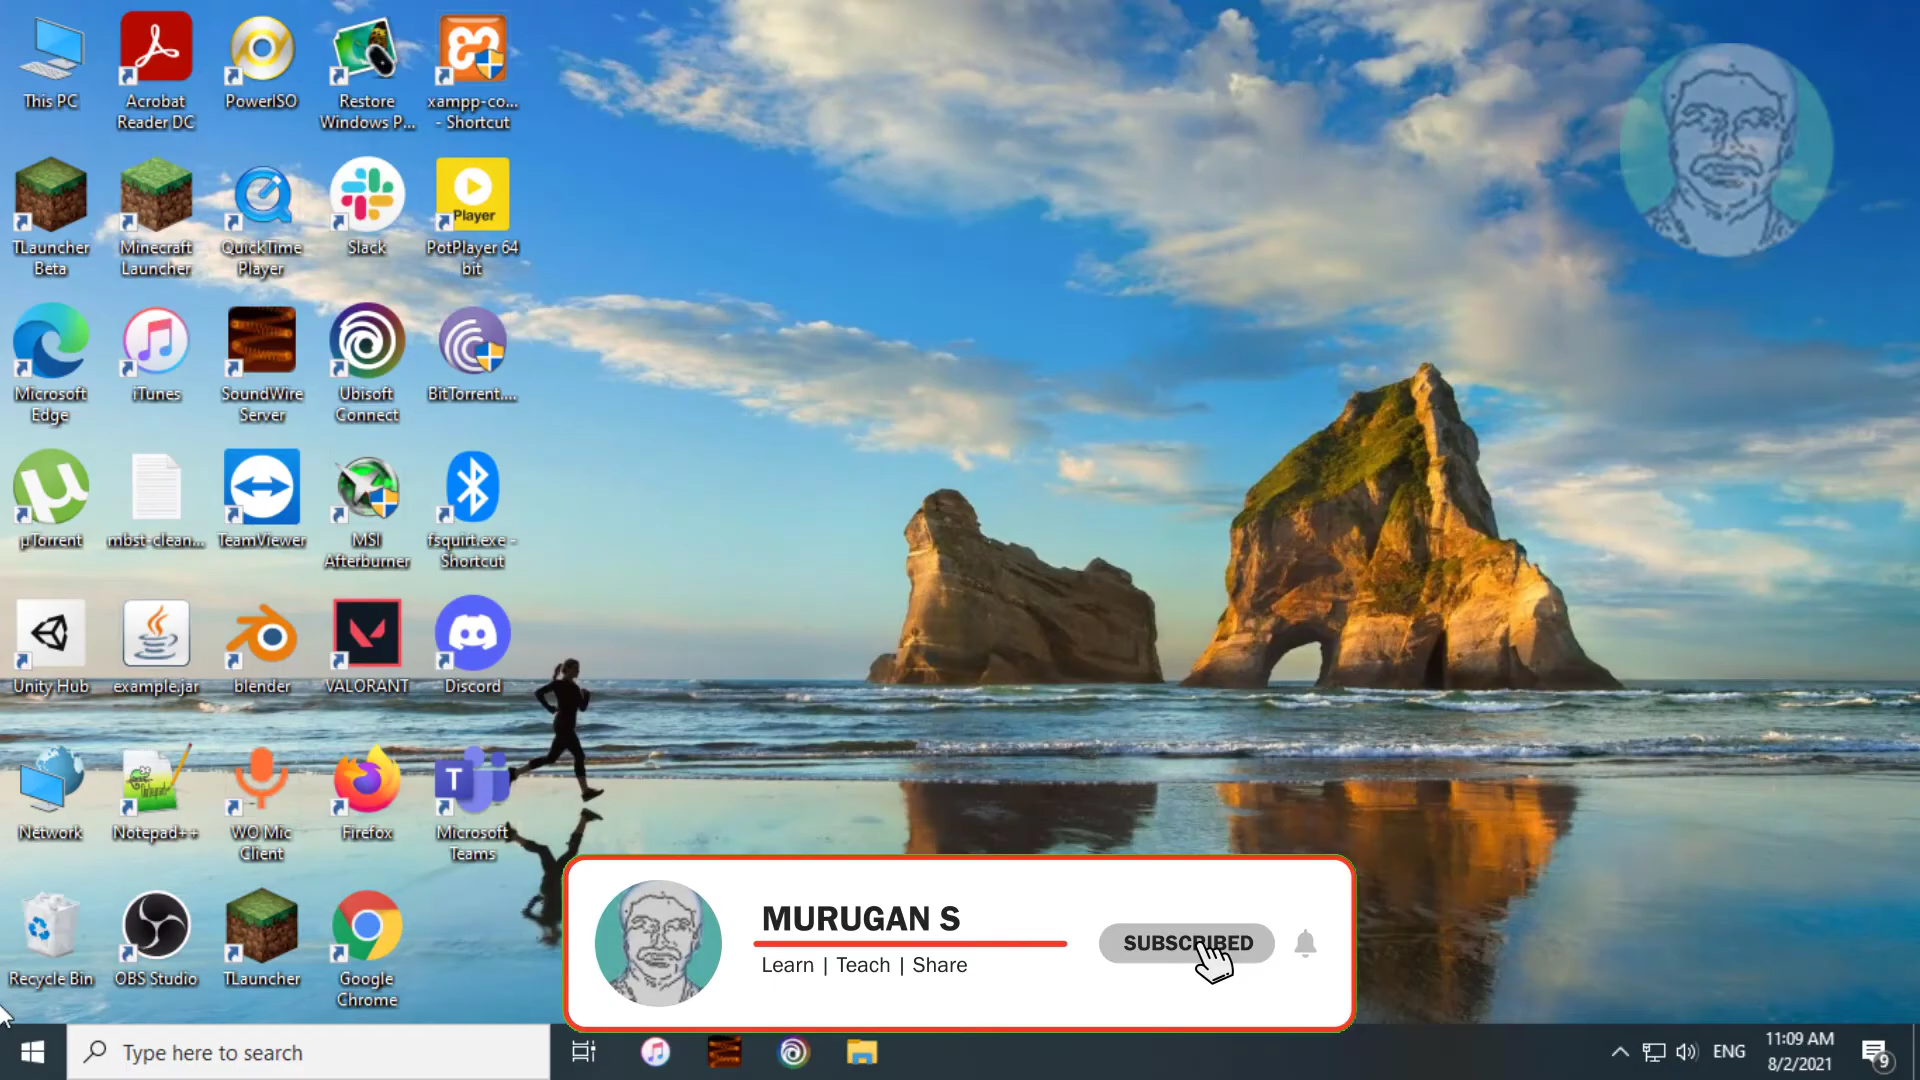 This PC
Acrobat
Reader DC
PowerISO
Restore
Windows P...
xampp-co...
- Shortcut
TLauncher
Beta
Minecraft
Launcher
QuickTime
Player
Slack
Player
PotPlayer 64
bit
Microsoft
Edge
iTunes
SoundWire
Server
Ubisoft
Connect
BitTorrent....
µTorrent
mbst-clean...
TeamViewer
MSI
Afterburner
fsquirt.exe -
Shortcut
Unity Hub
example.jar
blender
VALORANT
Discord
Network
Notepad++
WO Mic
Client
Firefox
T
Microsoft
Teams
Recycle Bin
OBS Studio
TLauncher
Google
Chrome
MURUGAN S
Learn | Teach | Share
SUBSCRIBED
Type here to search
ENG
11:09 AM
8/2/2021
9